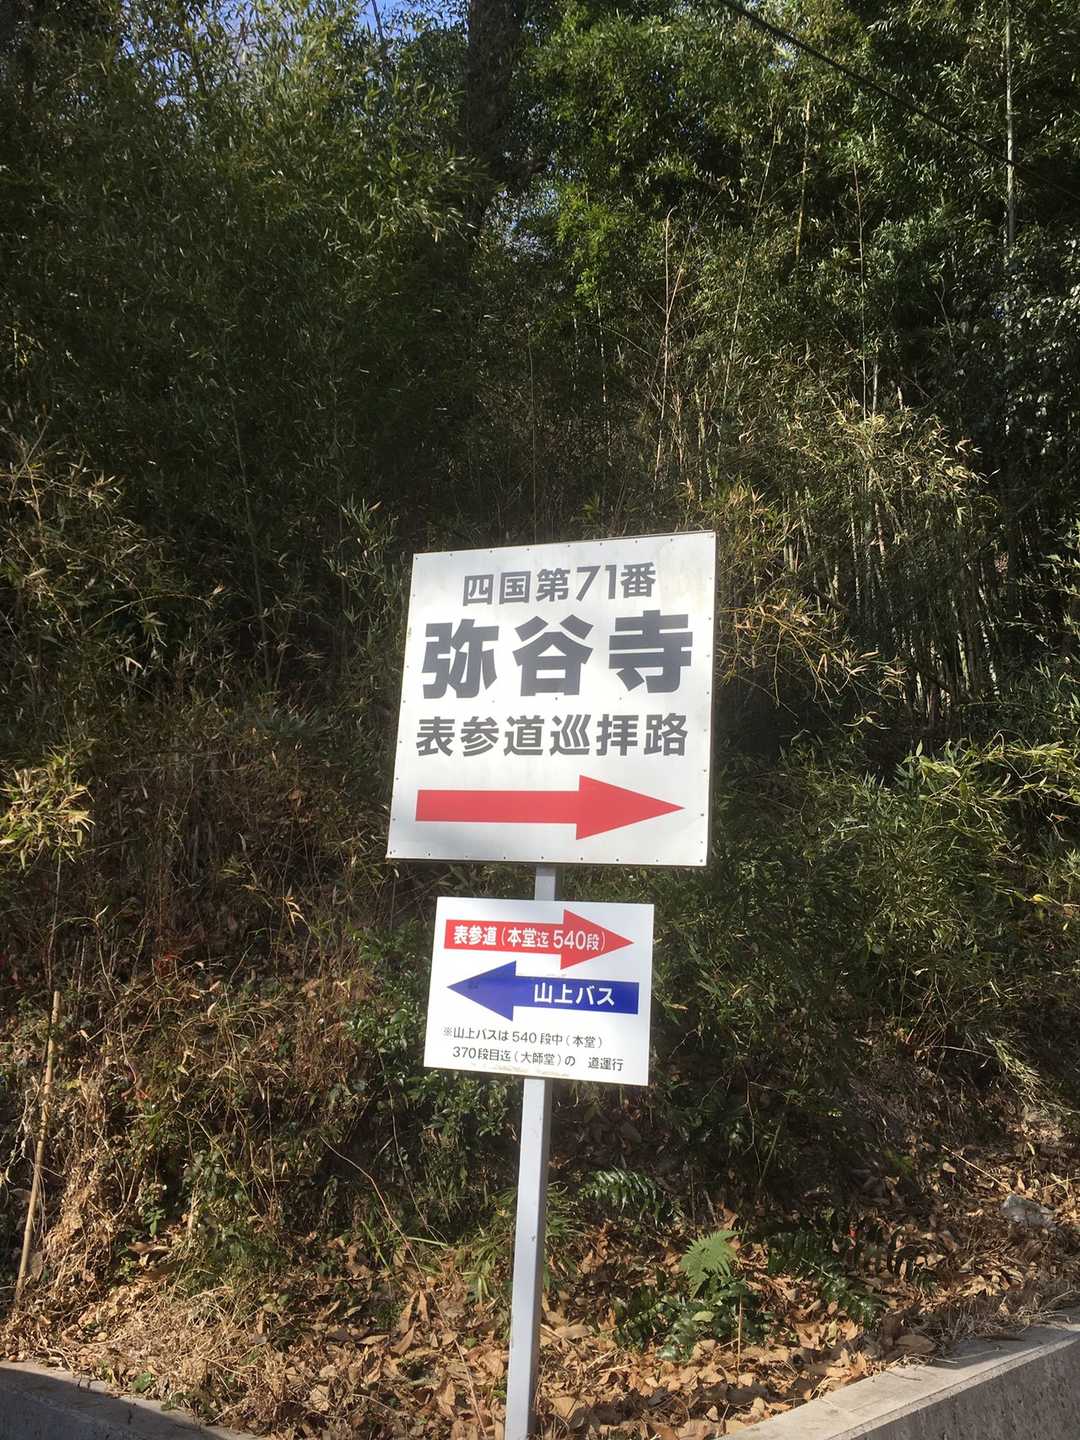 四国第71番
弥谷寺
表参道巡拝路
表参道(本堂迄540段)
山上バス
※山上バスは540段中(本堂)
370段目迄(大師堂)の 道運行